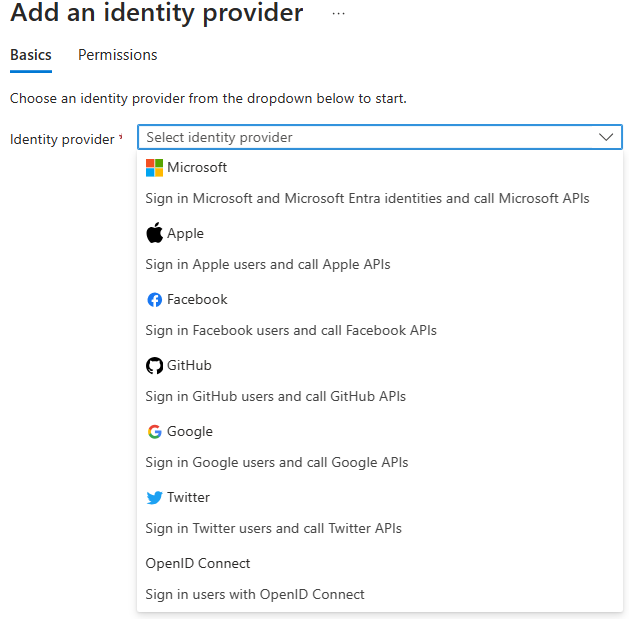 Add an identity provider ...
Basics Permissions
Choose an identity provider from the dropdown below to start.
Identity provider * Select identity provider
Microsoft
Sign in Microsoft and Microsoft Entra identities and call Microsoft APIs
Apple
Sign in Apple users and call Apple APIs
Facebook
Sign in Facebook users and call Facebook APIs
GitHub
Sign in GitHub users and call GitHub APIs
Google
Sign in Google users and call Google APIs
Twitter
Sign in Twitter users and call Twitter APIs
OpenID Connect
Sign in users with OpenID Connect